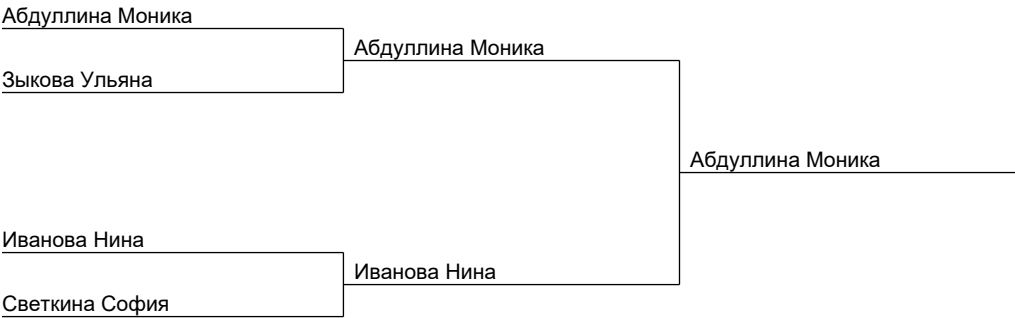 Абдуллина Моника
Абдуллина Моника
Зыкова Ульяна
Абдуллина Моника
Иванова Нина
Иванова Нина
Светкина София